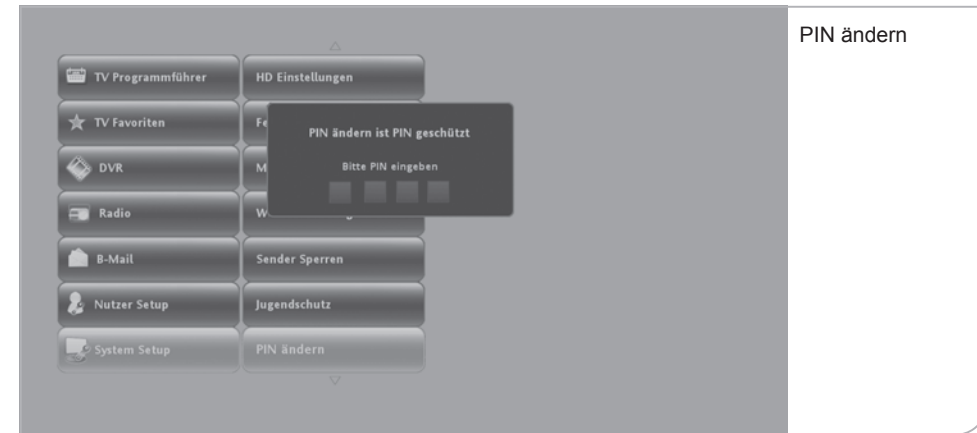 PIN ändern
TV Programmführer
HD Einstellungen
TV Favoriten
Fe
PIN ändern ist PIN geschützt
Bitte PIN eingeben
DVR
M
Radio
W
B-Mail
Sender Sperren
Nutzer Setup
Jugendschutz
System Setup
PIN ändern